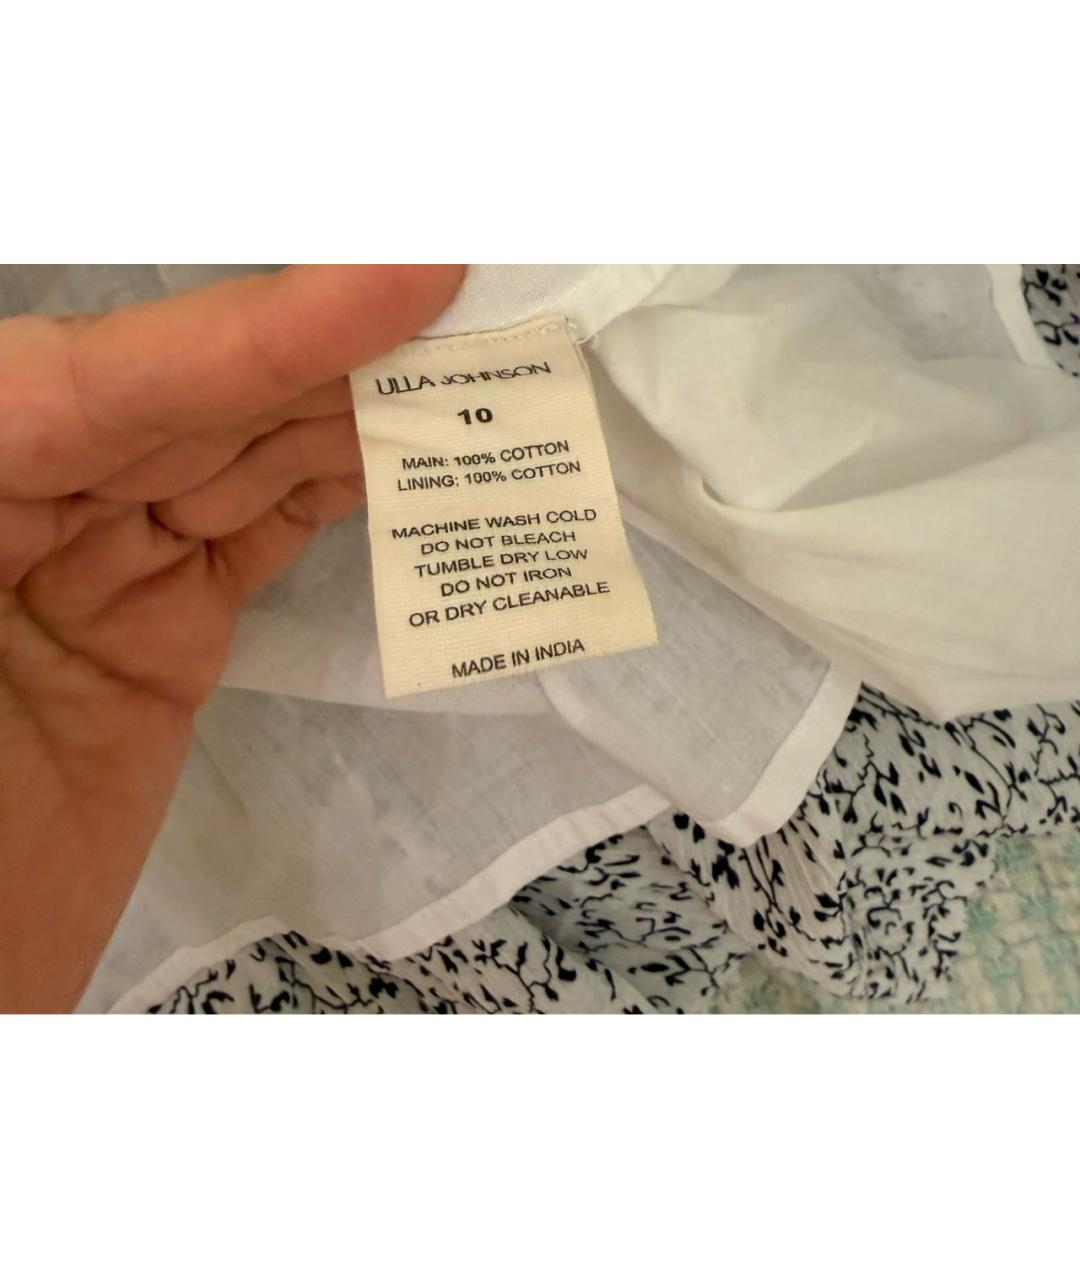 ULLA JOHNSON
10
MAIN: 100% COTTON
LINING: 100% COTTON
MACHINE WASH COLD
DO NOT BLEACH
TUMBLE DRY LOW
DO NOT IRON
OR DRY CLEANABLE
MADE IN INDIA